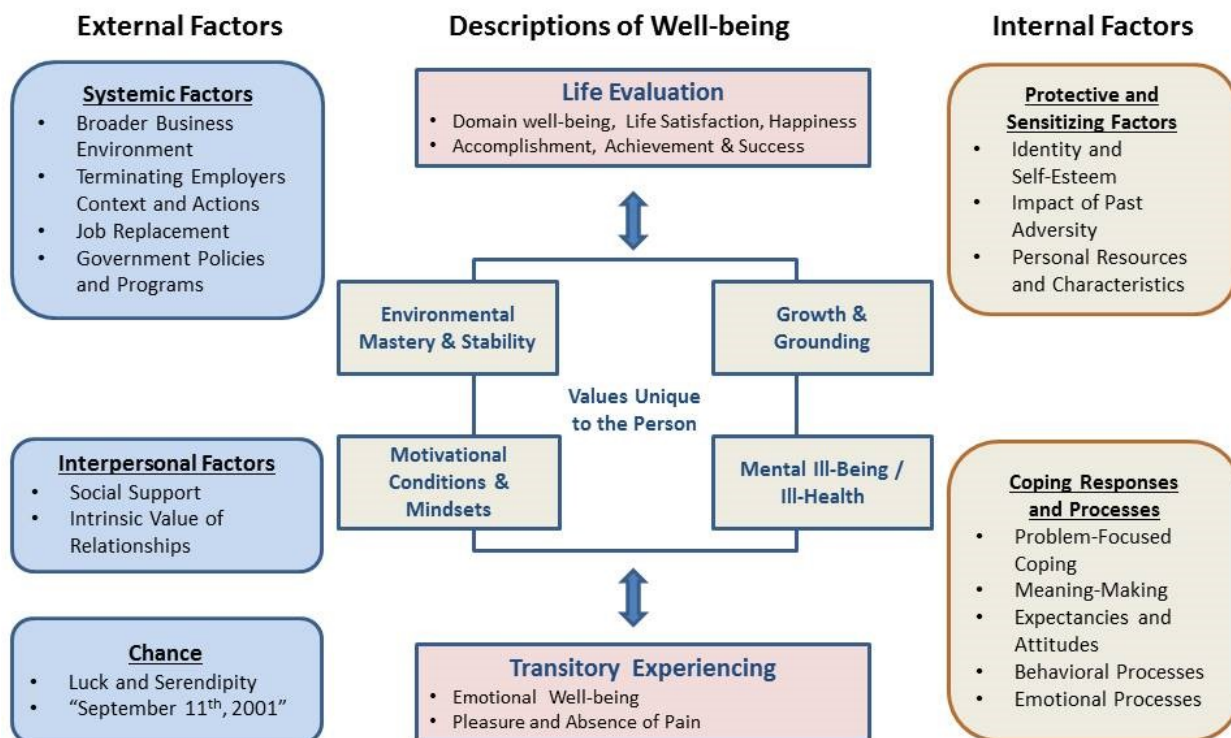 External Factors
Systemic Factors
• Broader Business
Environment
• Terminating Employers
Context and Actions
• Job Replacement
• Government Policies
and Programs
Interpersonal Factors
• Social Support
• Intrinsic Value of
Relationships
Chance
• Luck and Serendipity
• “September 11th, 2001”
Descriptions of Well-being
Life Evaluation
• Domain well-being, Life Satisfaction, Happiness
• Accomplishment, Achievement & Success
Environmental
Mastery & Stability
Growth &
Grounding
Values Unique
to the Person
Motivational
Conditions &
Mindsets
Mental Ill-Being /
Ill-Health
Transitory Experiencing
• Emotional Well-being
• Pleasure and Absence of Pain
Internal Factors
Protective and
Sensitizing Factors
• Identity and
Self-Esteem
• Impact of Past
Adversity
• Personal Resources
and Characteristics
Coping Responses
and Processes
• Problem-Focused
Coping
• Meaning-Making
• Expectancies and
Attitudes
• Behavioral Processes
• Emotional Processes